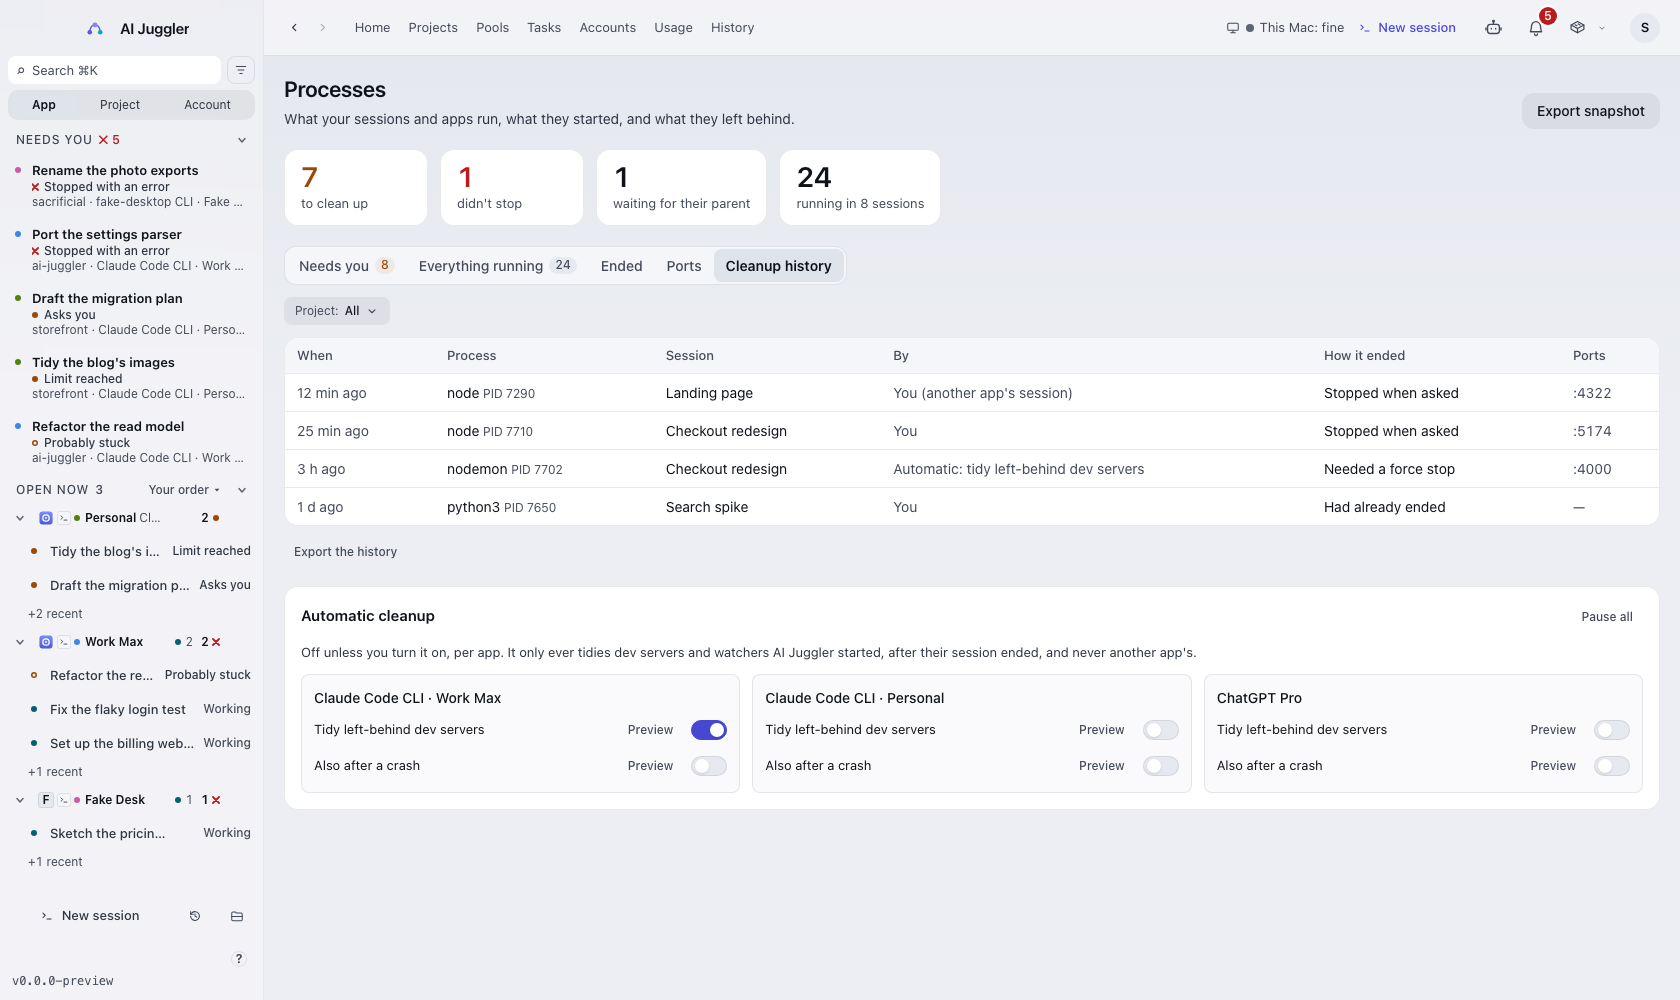 AI Juggler
Search ⌘K
App Project Account
NEEDS YOU 5
Rename the photo exports
Stopped with an error
sacrificial · fake-desktop CLI · Fake ...
Port the settings parser
Stopped with an error
ai-juggler · Claude Code CLI · Work ...
Draft the migration plan
Asks you
storefront · Claude Code CLI · Perso...
Tidy the blog's images
Limit reached
storefront · Claude Code CLI · Perso...
Refactor the read model
Probably stuck
ai-juggler · Claude Code CLI · Work ...
OPEN NOW 3 Your order
Personal Cl... 2
Tidy the blog's i... Limit reached
Draft the migration p... Asks you
+2 recent
Work Max 2 2
Refactor the re... Probably stuck
Fix the flaky login test Working
Set up the billing web... Working
+1 recent
F Fake Desk 1 1
Sketch the pricin... Working
+1 recent
New session
?
v0.0.0-preview
Home Projects Pools Tasks Accounts Usage History
This Mac: fine New session 5 S
Processes
What your sessions and apps run, what they started, and what they left behind.
Export snapshot
7 to clean up
1 didn't stop
1 waiting for their parent
24 running in 8 sessions
Needs you 8 Everything running 24 Ended Ports Cleanup history
Project: All
When Process Session By How it ended Ports
12 min ago node PID 7290 Landing page You (another app's session) Stopped when asked :4322
25 min ago node PID 7710 Checkout redesign You Stopped when asked :5174
3 h ago nodemon PID 7702 Checkout redesign Automatic: tidy left-behind dev servers Needed a force stop :4000
1 d ago python3 PID 7650 Search spike You Had already ended —
Export the history
Automatic cleanup Pause all
Off unless you turn it on, per app. It only ever tidies dev servers and watchers AI Juggler started, after their session ended, and never another app's.
Claude Code CLI · Work Max
Tidy left-behind dev servers Preview
Also after a crash Preview
Claude Code CLI · Personal
Tidy left-behind dev servers Preview
Also after a crash Preview
ChatGPT Pro
Tidy left-behind dev servers Preview
Also after a crash Preview